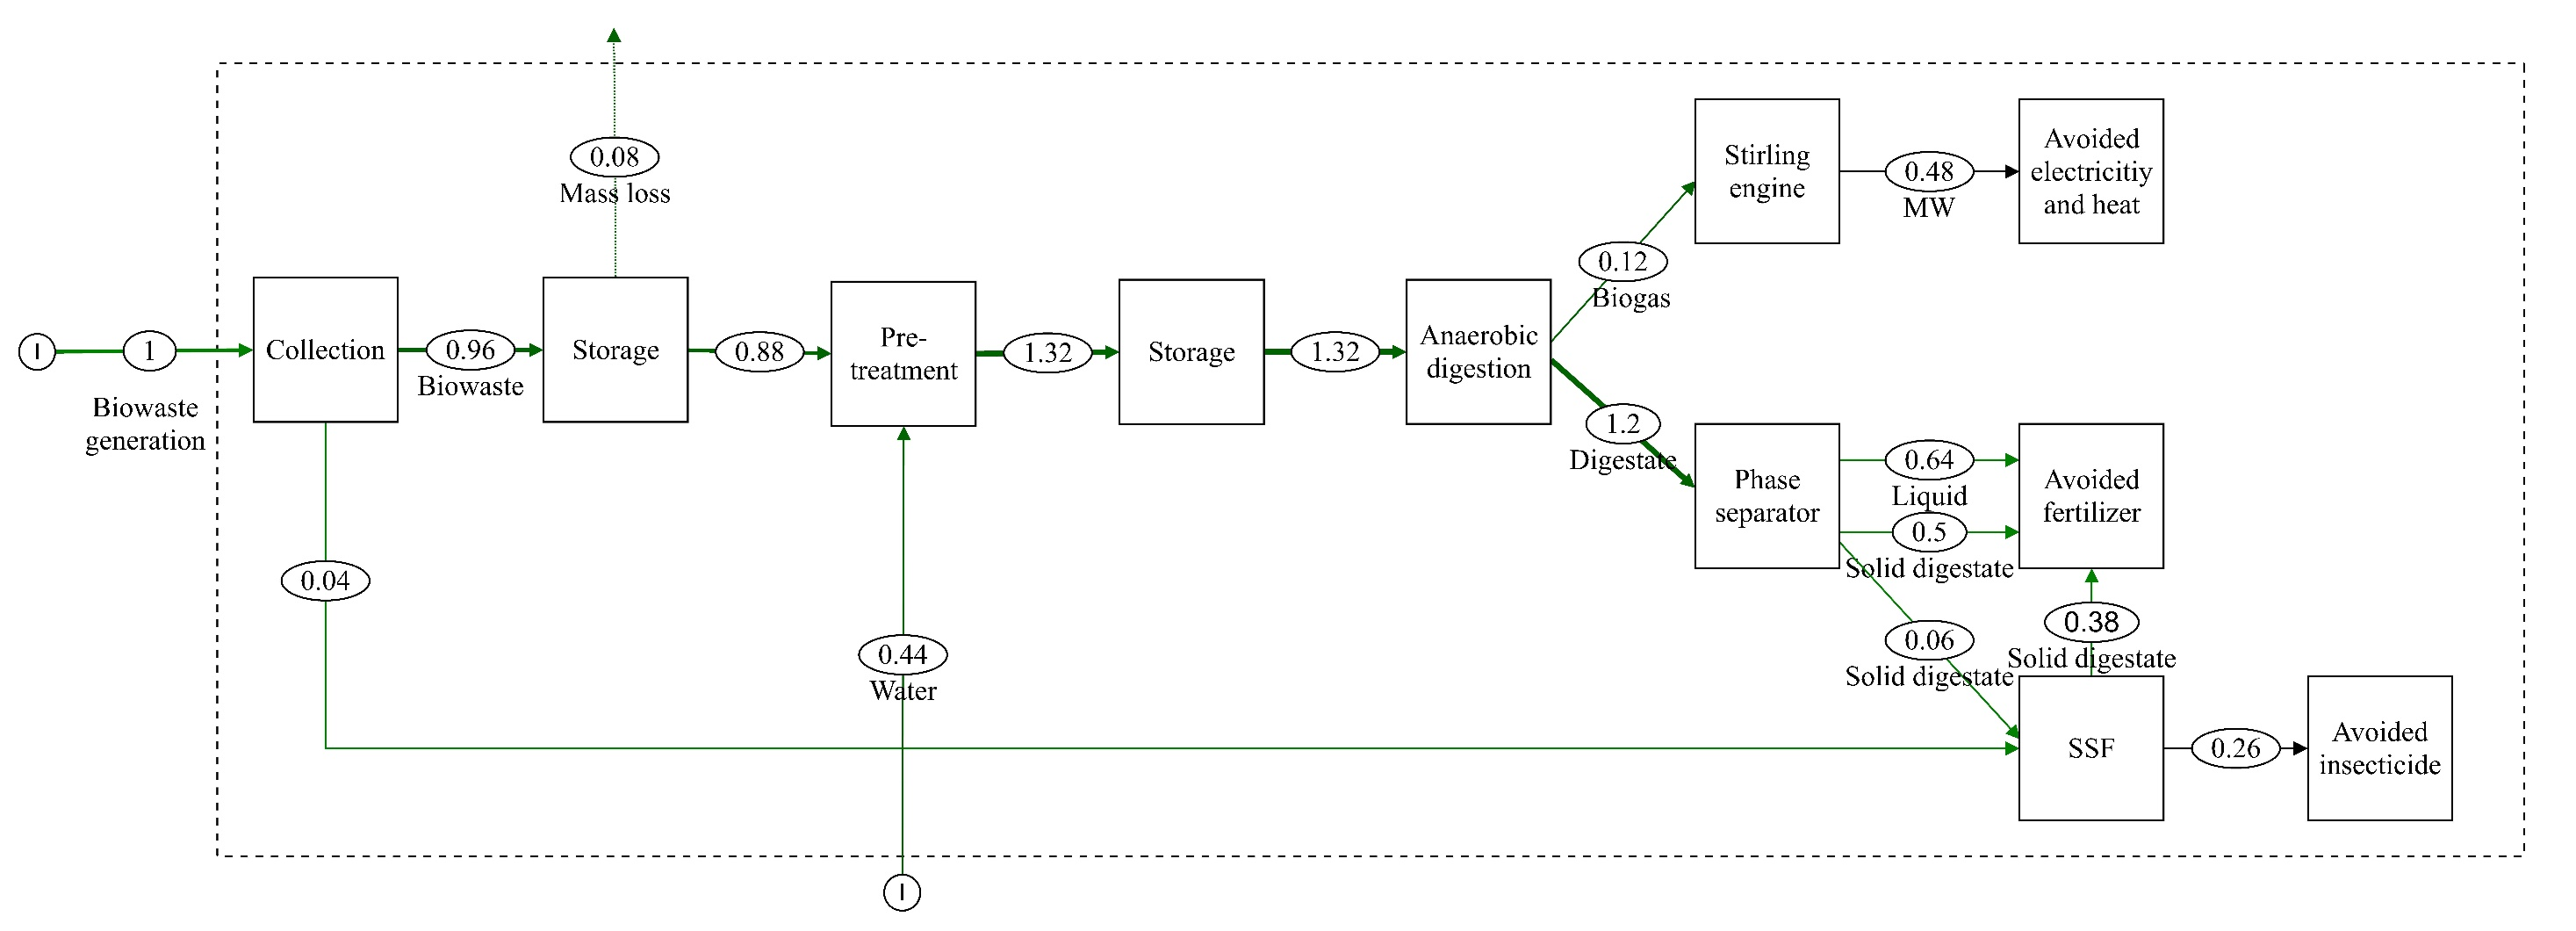 0.08
Mass loss
Stirling
engine
0.48
MW
Avoided
electricitiy
and heat
0.12
Biogas
I
1
Biowaste
generation
Collection
0.96
Biowaste
Storage
0.88
Pre-
treatment
1.32
Storage
1.32
Anaerobic
digestion
1.2
Digestate
Phase
separator
0.64
Liquid
0.5
Solid digestate
Avoided
fertilizer
0.04
0.44
Water
0.06
Solid digestate
0.38
Solid digestate
SSF
0.26
Avoided
insecticide
I